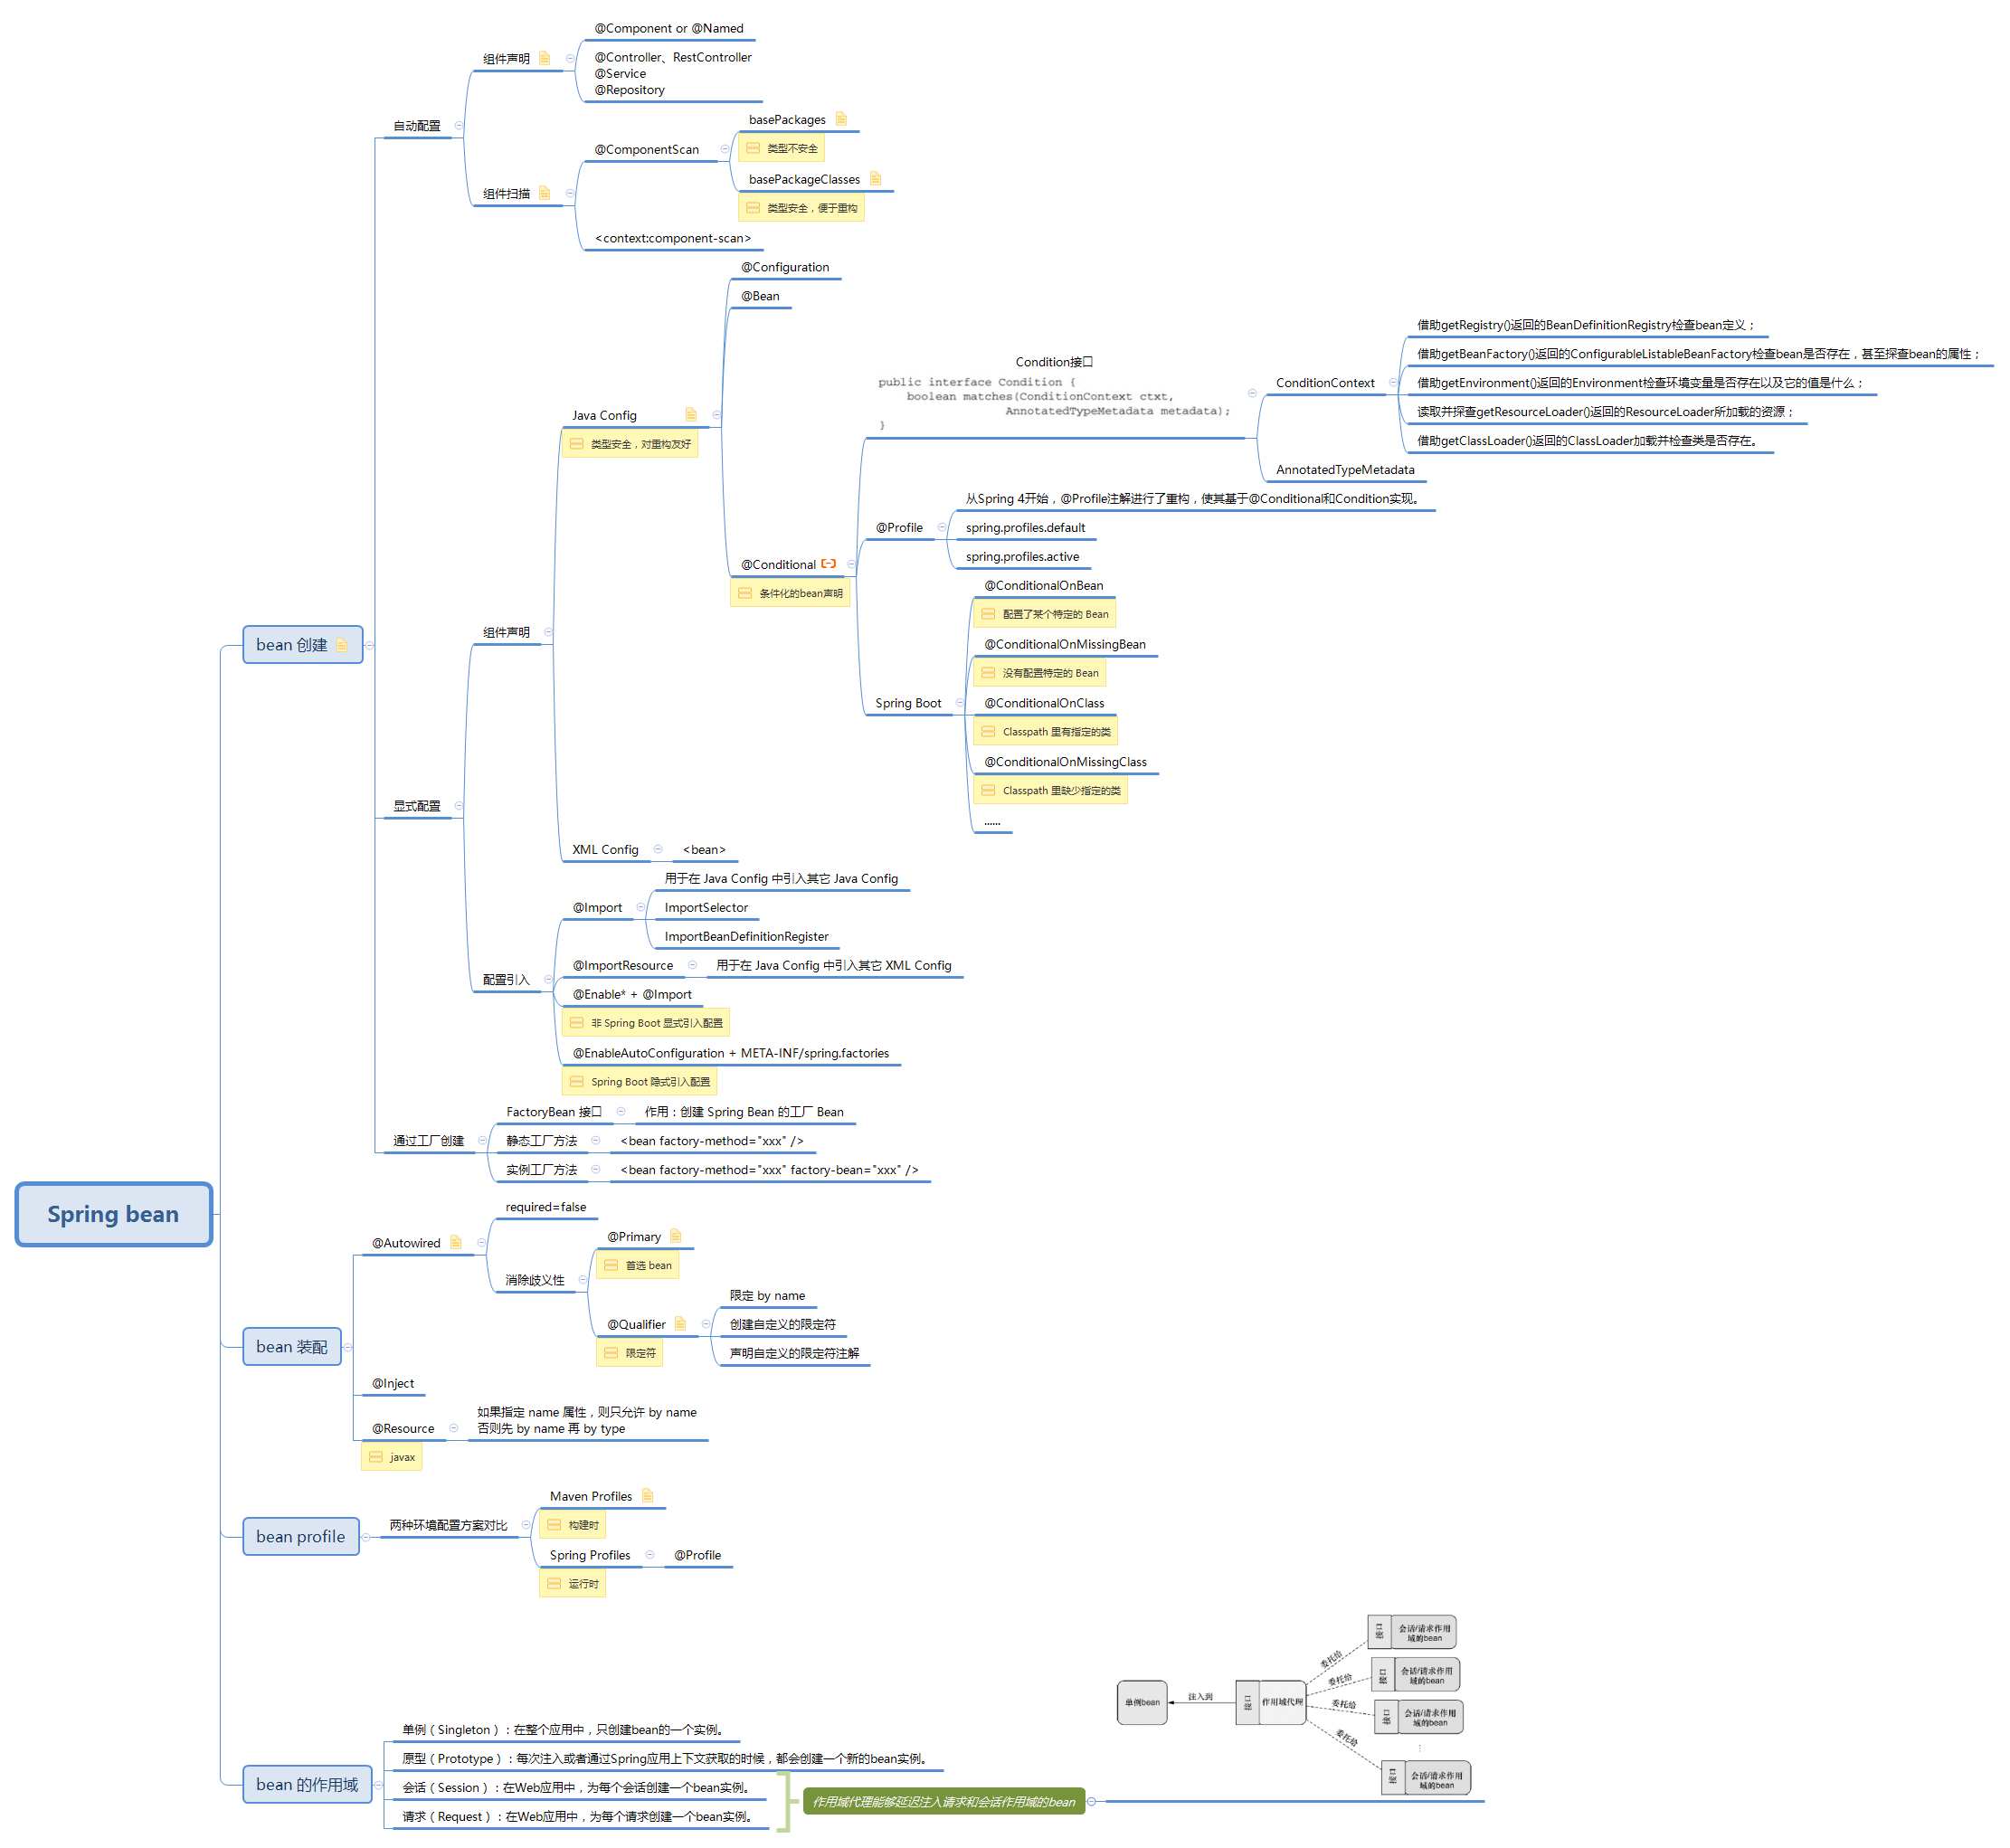 Spring bean
bean 创建
自动配置
组件声明
@Component or @Named
@Controller、RestController
@Service
@Repository
组件扫描
@ComponentScan
basePackages
类型不安全
basePackageClasses
类型安全，便于重构
<context:component-scan>
显式配置
组件声明
Java Config
类型安全，对重构友好
@Configuration
@Bean
@Conditional
条件化的bean声明
Condition接口
public interface Condition {
boolean matches(ConditionContext ctxt,
AnnotatedTypeMetadata metadata);
}
ConditionContext
借助getRegistry()返回的BeanDefinitionRegistry检查bean定义；
借助getBeanFactory()返回的ConfigurableListableBeanFactory检查bean是否存在，甚至探查bean的属性；
借助getEnvironment()返回的Environment检查环境变量是否存在以及它的值是什么；
读取并探查getResourceLoader()返回的ResourceLoader所加载的资源；
借助getClassLoader()返回的ClassLoader加载并检查类是否存在。
AnnotatedTypeMetadata
@Profile
从Spring 4开始，@Profile注解进行了重构，使其基于@Conditional和Condition实现。
spring.profiles.default
spring.profiles.active
Spring Boot
@ConditionalOnBean
配置了某个特定的 Bean
@ConditionalOnMissingBean
没有配置特定的 Bean
@ConditionalOnClass
Classpath 里有指定的类
@ConditionalOnMissingClass
Classpath 里缺少指定的类
......
XML Config
<bean>
配置引入
@Import
用于在 Java Config 中引入其它 Java Config
ImportSelector
ImportBeanDefinitionRegister
@ImportResource
用于在 Java Config 中引入其它 XML Config
@Enable* + @Import
非 Spring Boot 显式引入配置
@EnableAutoConfiguration + META-INF/spring.factories
Spring Boot 隐式引入配置
通过工厂创建
FactoryBean 接口
作用：创建 Spring Bean 的工厂 Bean
静态工厂方法
<bean factory-method="xxx" />
实例工厂方法
<bean factory-method="xxx" factory-bean="xxx" />
bean 装配
@Autowired
required=false
消除歧义性
@Primary
首选 bean
@Qualifier
限定符
限定 by name
创建自定义的限定符
声明自定义的限定符注解
@Inject
@Resource
javax
如果指定 name 属性，则只允许 by name
否则先 by name 再 by type
bean profile
两种环境配置方案对比
Maven Profiles
构建时
Spring Profiles
运行时
@Profile
bean 的作用域
单例（Singleton）：在整个应用中，只创建bean的一个实例。
原型（Prototype）：每次注入或者通过Spring应用上下文获取的时候，都会创建一个新的bean实例。
会话（Session）：在Web应用中，为每个会话创建一个bean实例。
请求（Request）：在Web应用中，为每个请求创建一个bean实例。
作用域代理能够延迟注入请求和会话作用域的bean
单例bean
注入到
接口
作用域代理
委托给
接口
会话/请求作用
域的bean
委托给
接口
会话/请求作用
域的bean
委托给
接口
会话/请求作用
域的bean
⋮
委托给
接口
会话/请求作用
域的bean